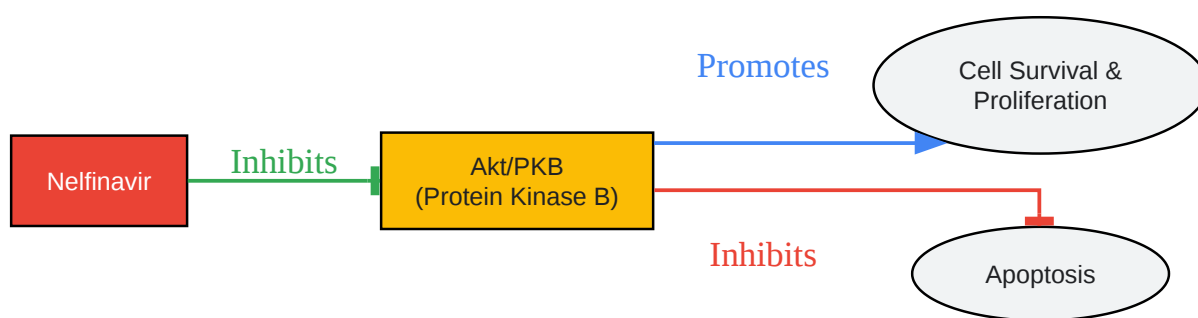 Promotes
Cell Survival &
Proliferation
Nelfinavir
Inhibits
Akt/PKB
(Protein Kinase B)
Inhibits
Apoptosis